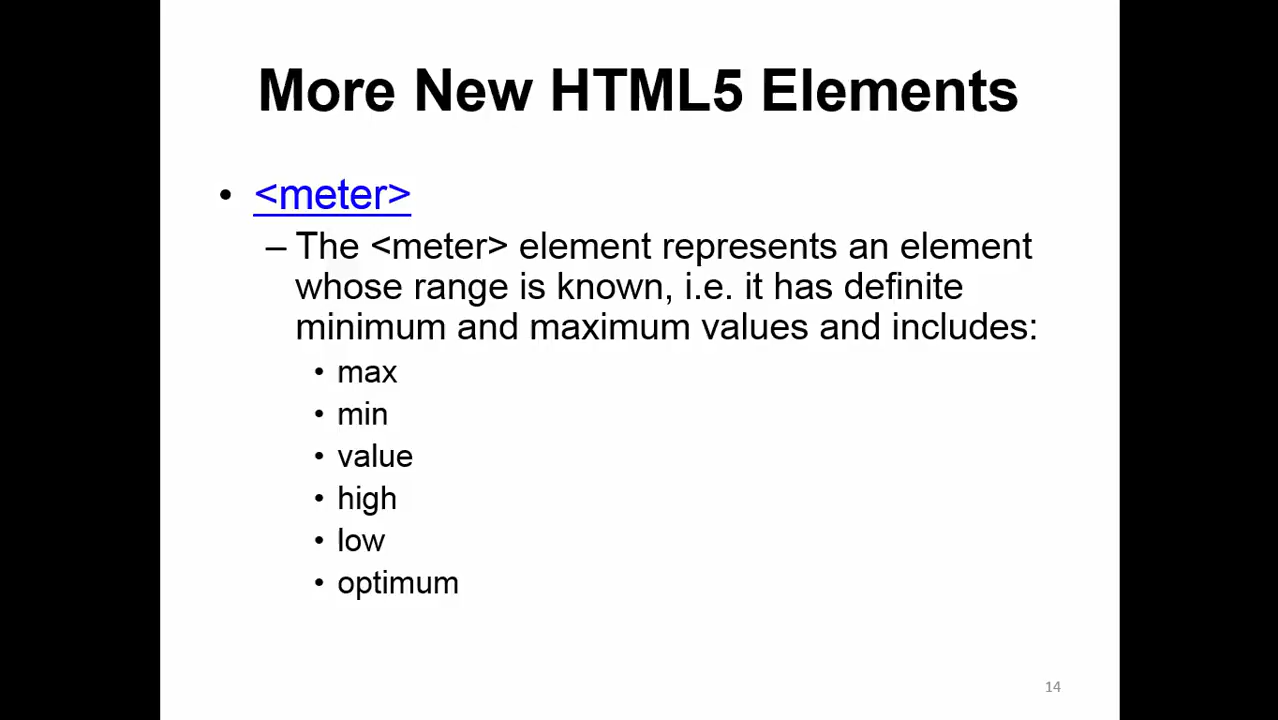 More New HTML5 Elements
• <meter>
– The <meter> element represents an element
whose range is known, i.e. it has definite
minimum and maximum values and includes:
• max
• min
• value
• high
• low
• optimum
14